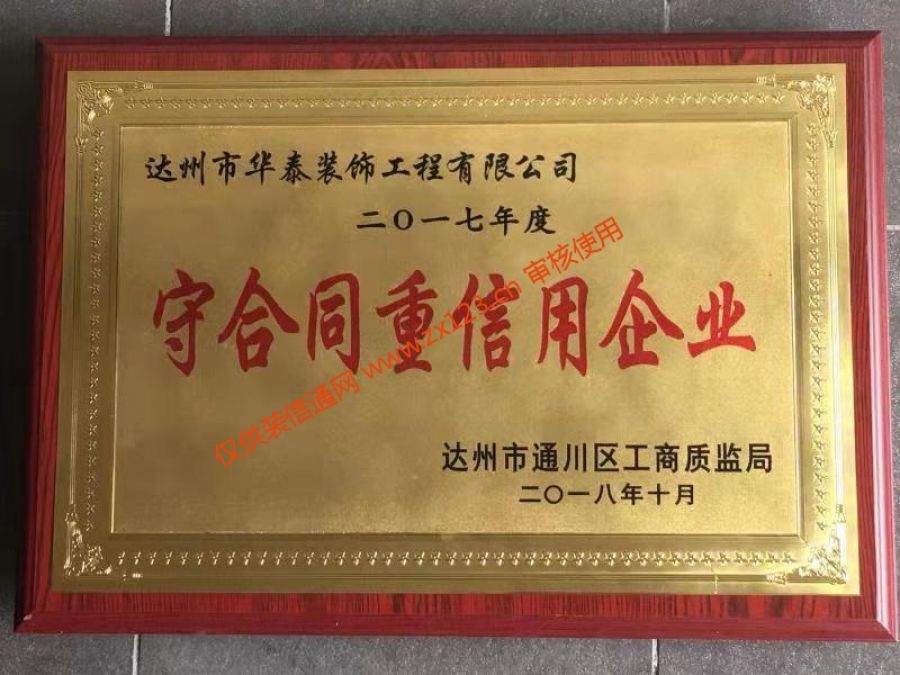 达州市华泰装饰工程有限公司
二〇一七年度
守合同重信用企业
仅供装信通网 www.zx123.cn 审核使用
达州市通川区工商质监局
二〇一八年十月